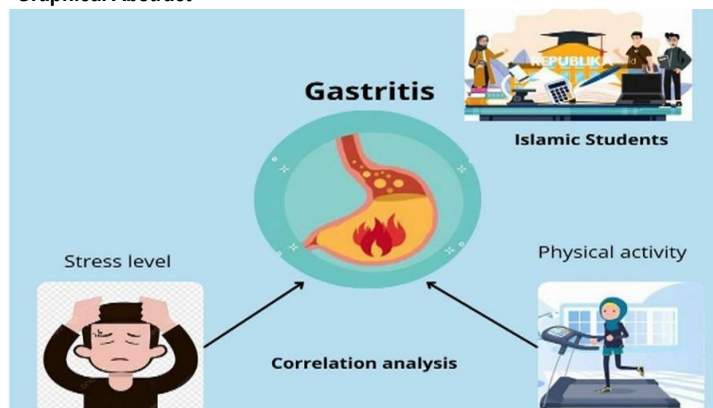 Graphical Abstract
REPUBLIKA
Gastritis
Islamic Students
Stress level
Physical activity
Correlation analysis